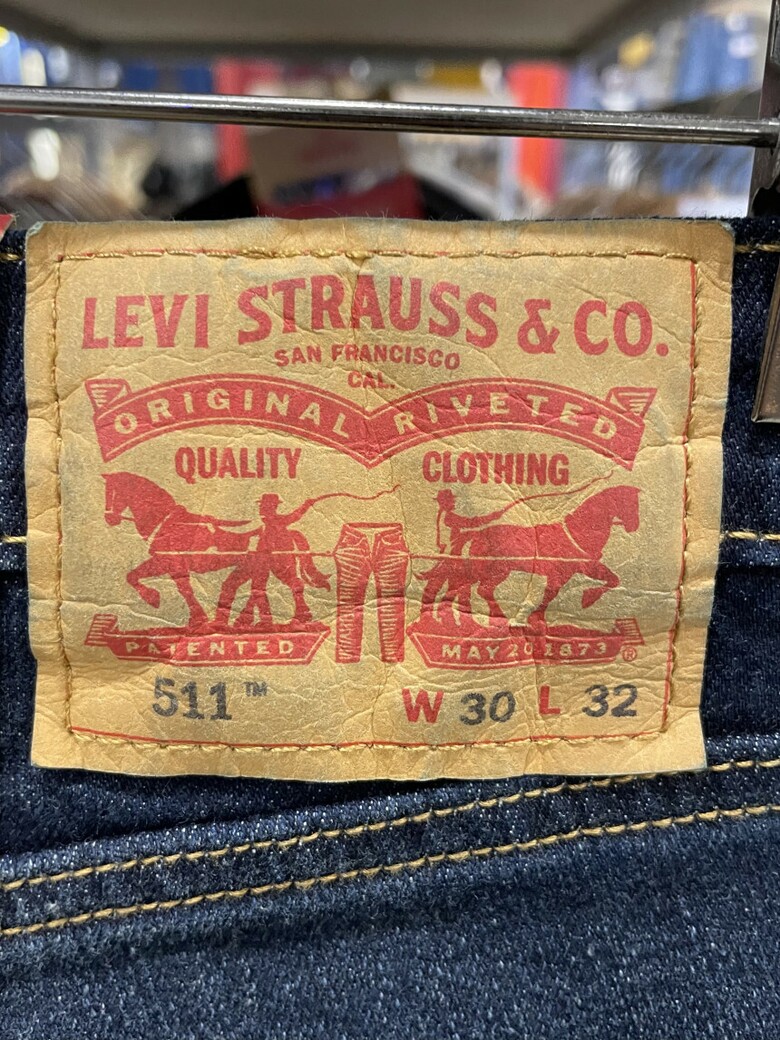 LEVI STRAUSS & CO.
SAN FRANCISCO
CAL.
ORIGINAL RIVETED
QUALITY CLOTHING
PATENTED MAY 20 1873 ®
511™ W 30 L 32